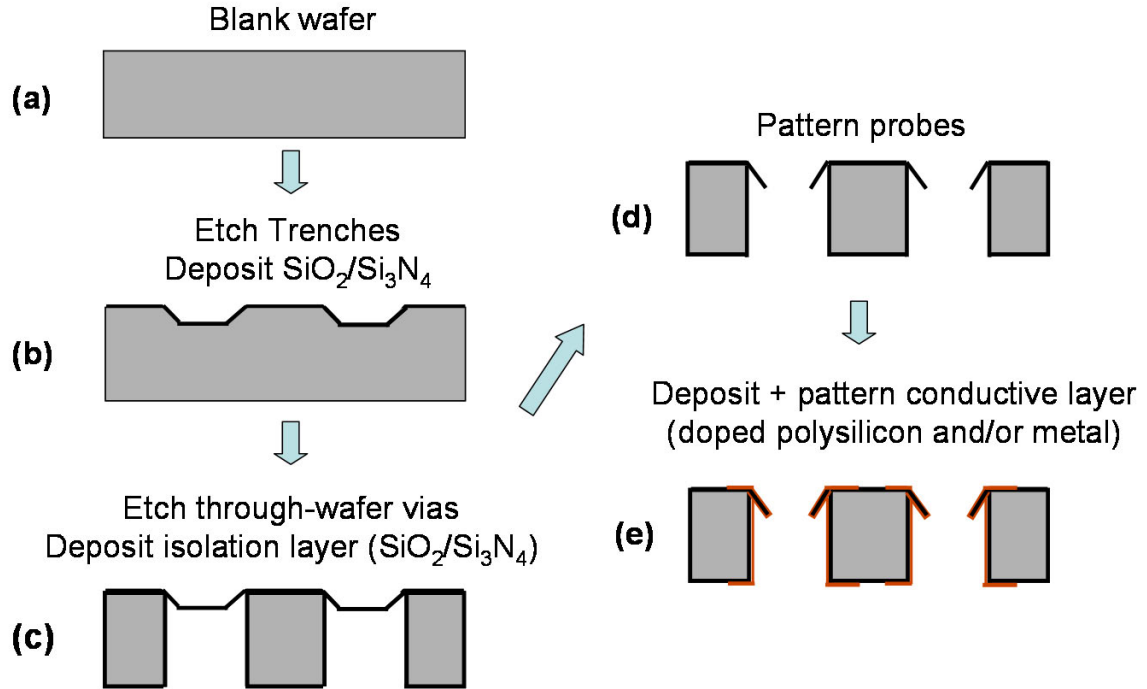 Blank wafer
(a)
Etch Trenches
Deposit SiO₂/Si₃N₄
(b)
Etch through-wafer vias
Deposit isolation layer (SiO₂/Si₃N₄)
(c)
Pattern probes
(d)
Deposit + pattern conductive layer
(doped polysilicon and/or metal)
(e)